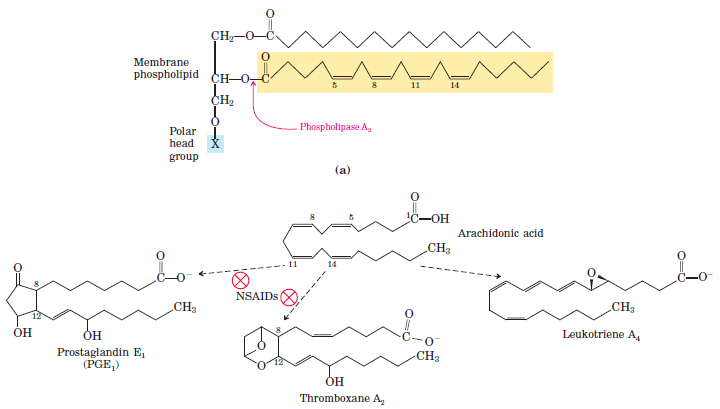 O
CH2—O—C
Membrane
phospholipid
O
CH—O—C
5 8 11 14
CH2
O
Phospholipase A2
Polar
head
group
X
(a)
O
8 5 1C—OH
Arachidonic acid
CH3
11 14
NSAIDs
O
O
C—O−
8
12
CH3
OH
OH
Prostaglandin E1
(PGE1)
O
8
C—O−
O
O
12
CH3
OH
Thromboxane A2
O
O
C—O−
CH3
Leukotriene A4